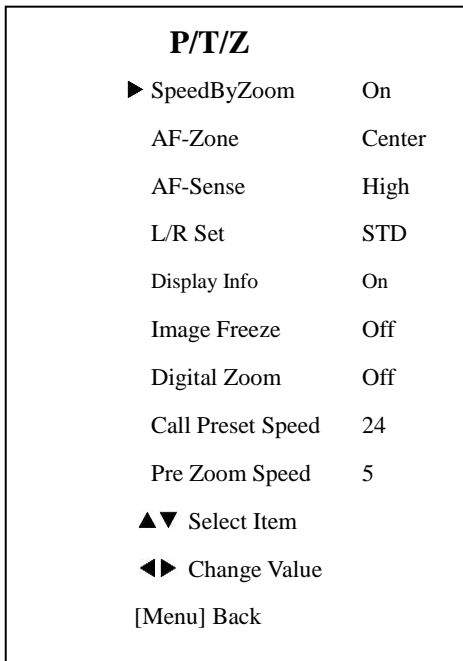 P/T/Z
▶ SpeedByZoom On
AF-Zone Center
AF-Sense High
L/R Set STD
Display Info On
Image Freeze Off
Digital Zoom Off
Call Preset Speed 24
Pre Zoom Speed 5
▲▼ Select Item
◀▶ Change Value
[Menu] Back